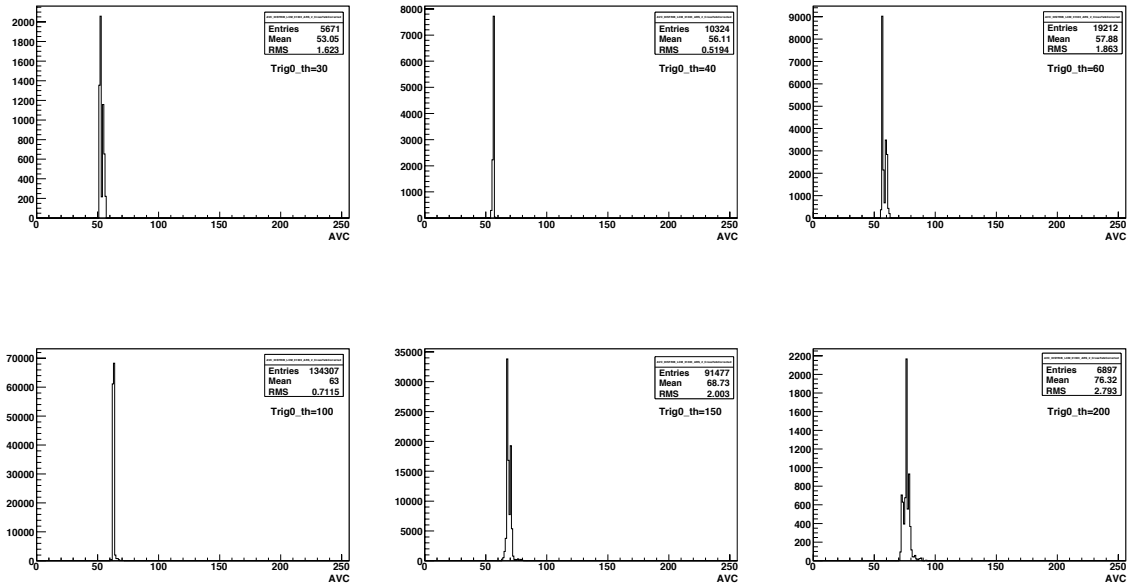 Entries 5671
Mean 53.05
RMS 1.623
Trig0_th=30
2000
1800
1600
1400
1200
1000
800
600
400
200
0
0 50 100 150 200 250
AVC
Entries 10324
Mean 56.11
RMS 0.5194
Trig0_th=40
8000
7000
6000
5000
4000
3000
2000
1000
0
0 50 100 150 200 250
AVC
Entries 19212
Mean 57.88
RMS 1.863
Trig0_th=60
9000
8000
7000
6000
5000
4000
3000
2000
1000
0
0 50 100 150 200 250
AVC
Entries 134307
Mean 63
RMS 0.7115
Trig0_th=100
70000
60000
50000
40000
30000
20000
10000
0
0 50 100 150 200 250
AVC
Entries 91477
Mean 68.73
RMS 2.003
Trig0_th=150
35000
30000
25000
20000
15000
10000
5000
0
0 50 100 150 200 250
AVC
Entries 6897
Mean 76.32
RMS 2.793
Trig0_th=200
2200
2000
1800
1600
1400
1200
1000
800
600
400
200
0
0 50 100 150 200 250
AVC